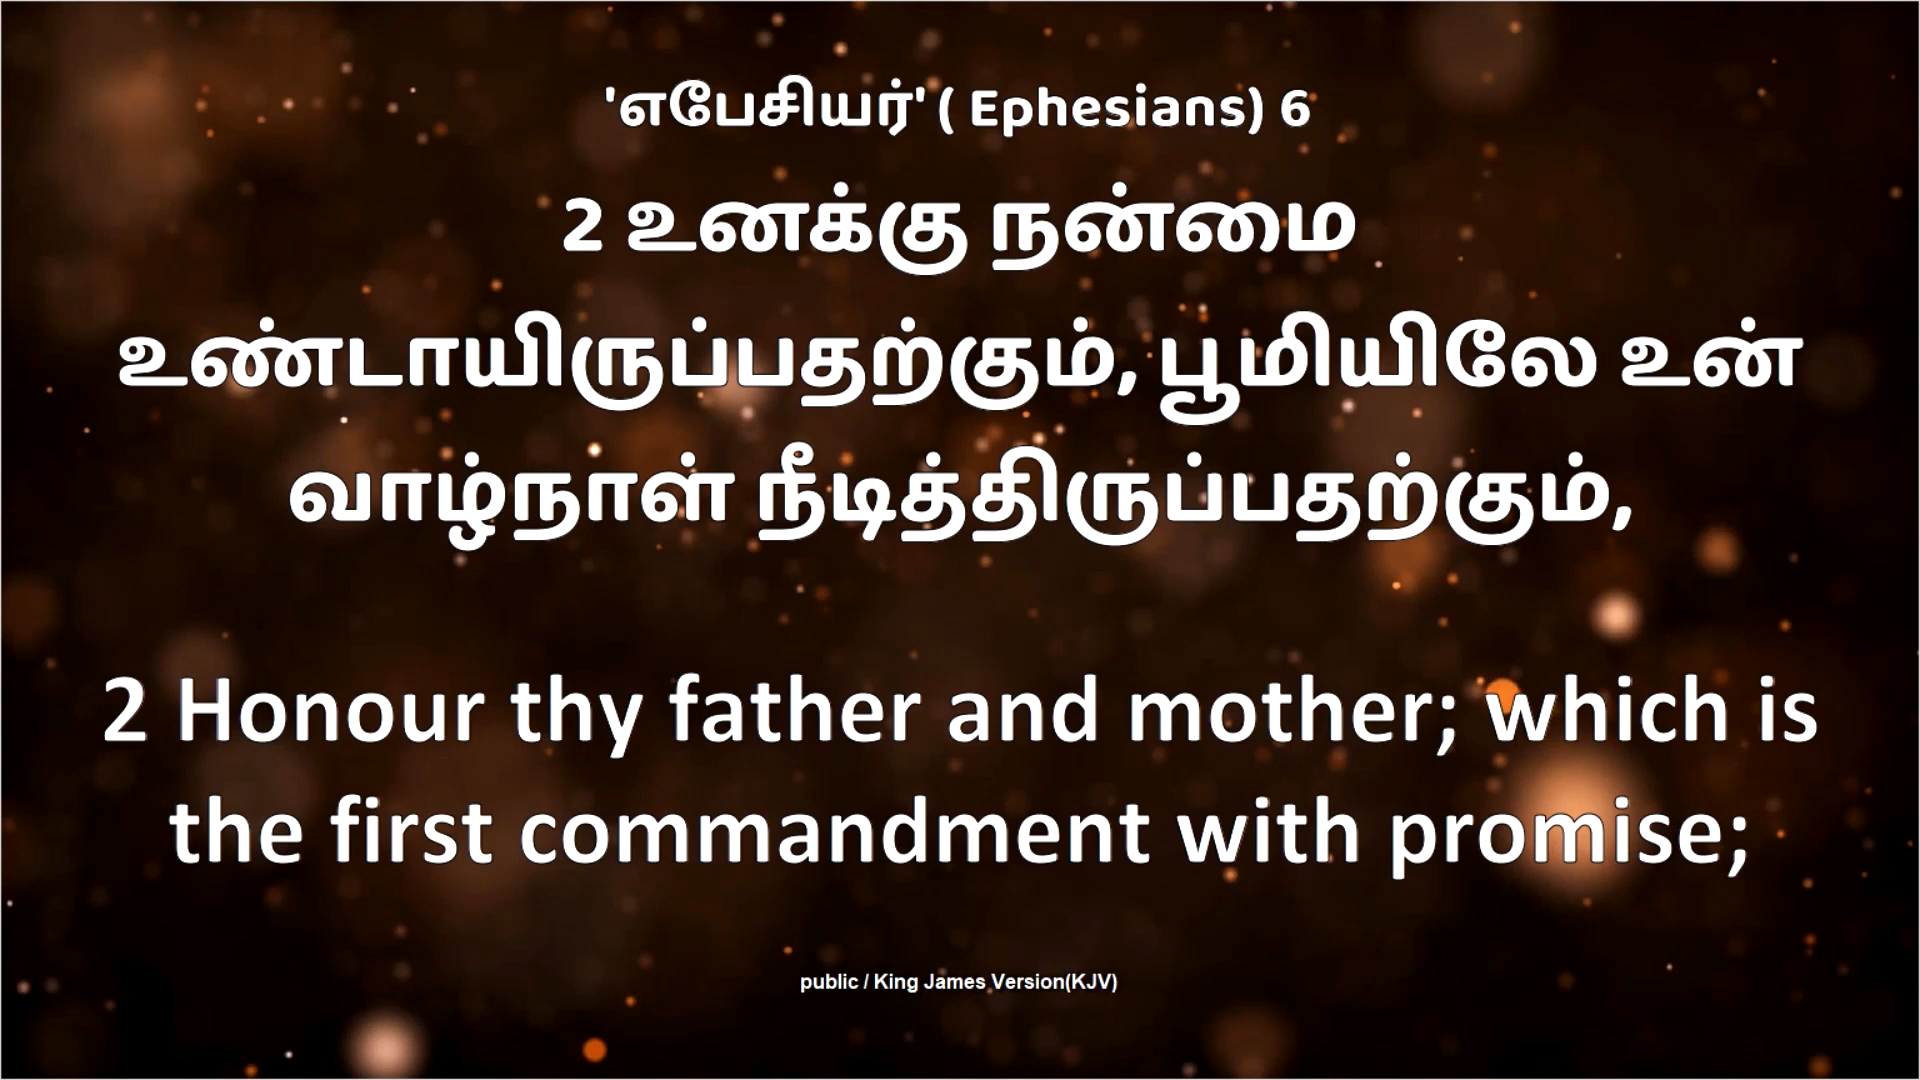 'எபேசியர்' ( Ephesians) 6
2 உனக்கு நன்மை
உண்டாயிருப்பதற்கும், பூமியிலே உன்
வாழ்நாள் நீடித்திருப்பதற்கும்,
2 Honour thy father and mother; which is
the first commandment with promise;
public / King James Version(KJV)